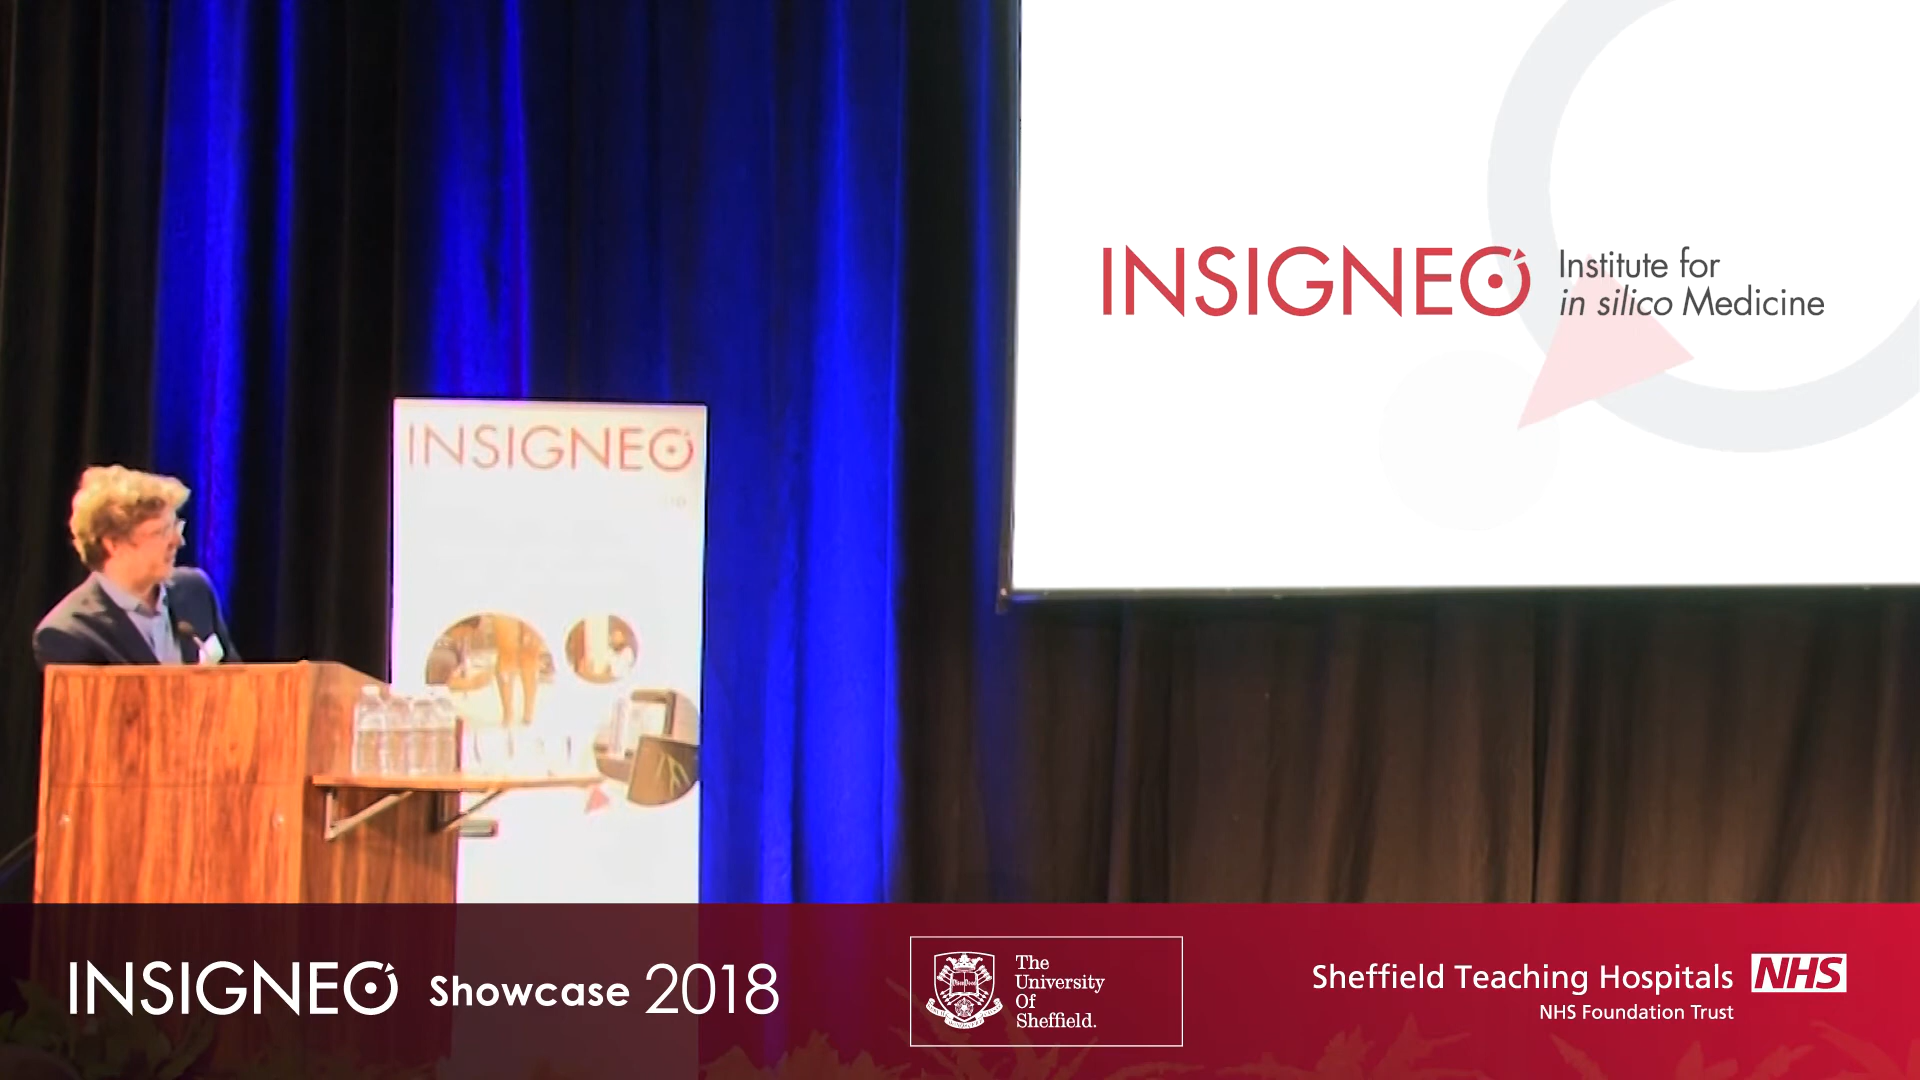 INSIGNEO
Institute for
in silico Medicine
INSIGNEO
INSIGNEO Showcase 2018
The
University
Of
Sheffield.
Sheffield Teaching Hospitals NHS
NHS Foundation Trust